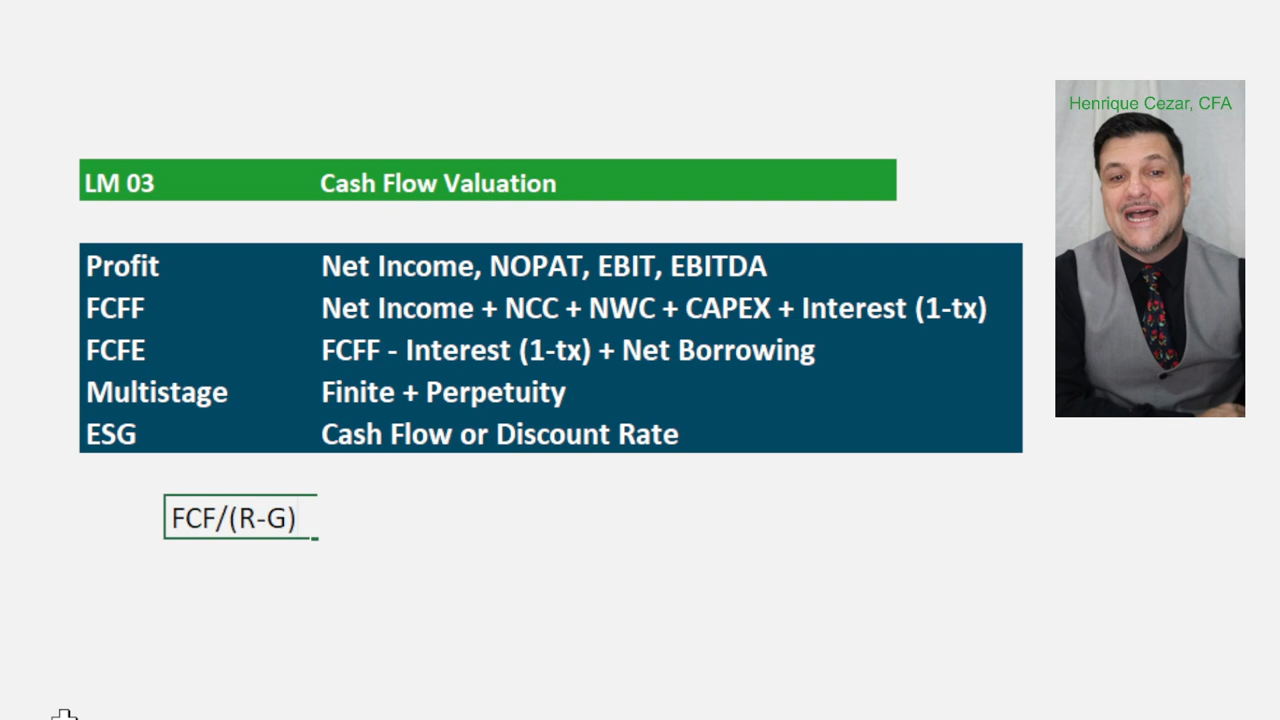 Henrique Cezar, CFA
LM 03 Cash Flow Valuation
Profit Net Income, NOPAT, EBIT, EBITDA
FCFF Net Income + NCC + NWC + CAPEX + Interest (1-tx)
FCFE FCFF - Interest (1-tx) + Net Borrowing
Multistage Finite + Perpetuity
ESG Cash Flow or Discount Rate
FCF/(R-G)